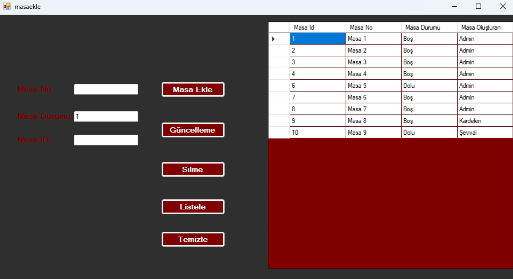 masaekle
Masa No
Masa Durumu 1
Masa Ekle
Güncelleme
Silme
Listele
Temizle
Masa Id Masa No Masa Durumu Masa Oluşturan
1 Masa 1 Boş Admin
2 Masa 2 Boş Admin
3 Masa 3 Boş Admin
4 Masa 4 Boş Admin
6 Masa 5 Dolu Admin
7 Masa 6 Boş Admin
8 Masa 7 Boş Admin
9 Masa 8 Boş Kardelen
10 Masa 9 Dolu Şevval